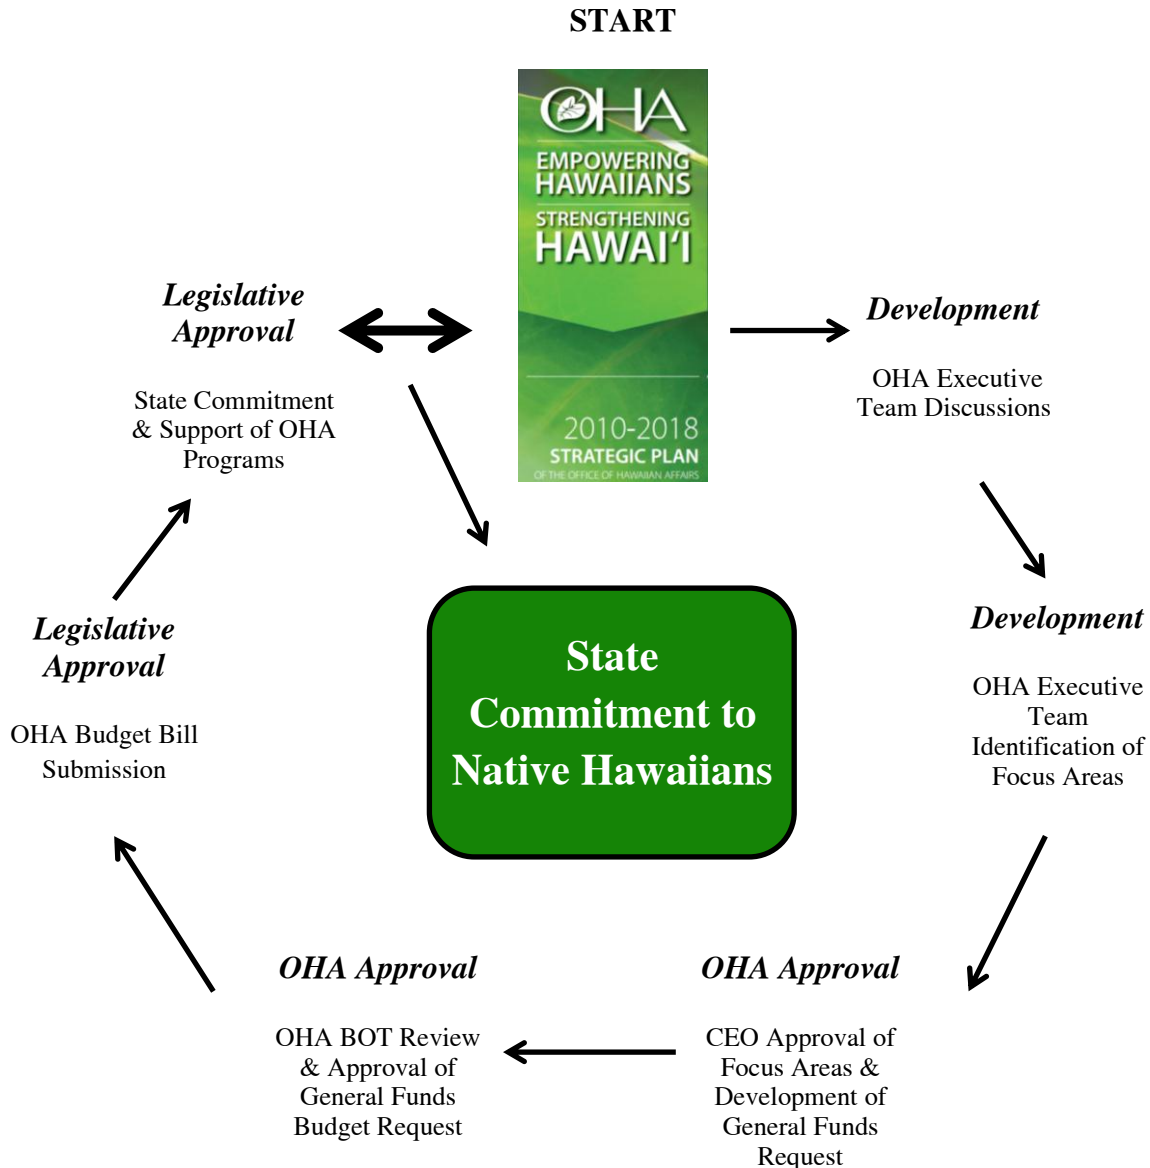 START
OHA
EMPOWERING
HAWAIIANS
STRENGTHENING
HAWAIʻI
2010-2018
STRATEGIC PLAN
OF THE OFFICE OF HAWAIIAN AFFAIRS
Development
OHA Executive
Team Discussions
Development
OHA Executive
Team
Identification of
Focus Areas
OHA Approval
CEO Approval of
Focus Areas &
Development of
General Funds
Request
OHA Approval
OHA BOT Review
& Approval of
General Funds
Budget Request
Legislative
Approval
OHA Budget Bill
Submission
Legislative
Approval
State Commitment
& Support of OHA
Programs
State
Commitment to
Native Hawaiians